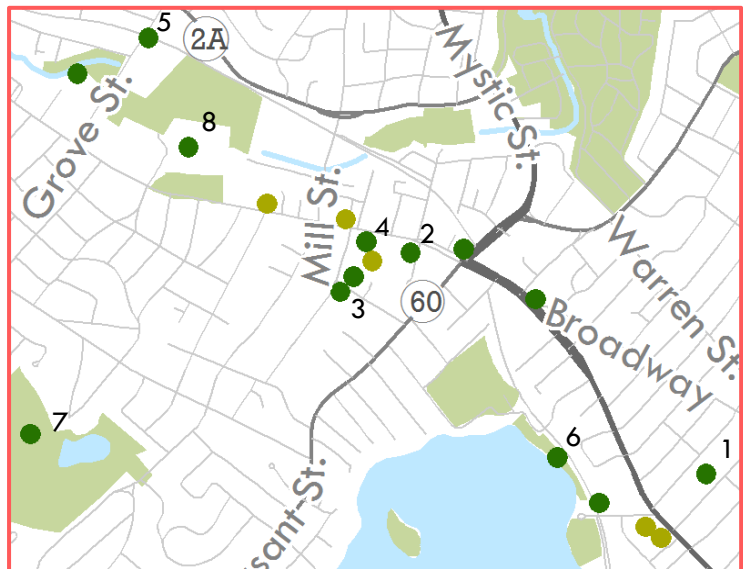 5
2A
Mystic St.
Grove St.
8
Mill St.
4
2
Warren St.
60
3
Broadway
7
6
1
sant St.